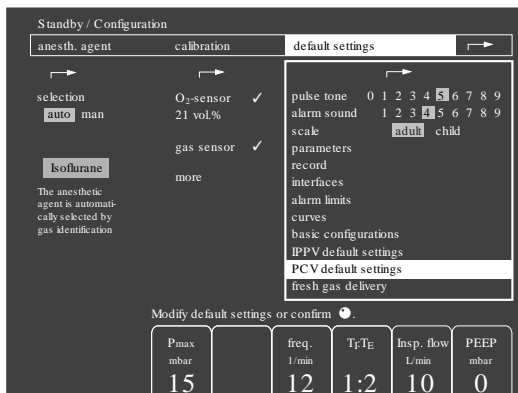 Standby / Configuration
anesth. agent calibration default settings
selection
auto man
Isoflurane
The anesthetic
agent is automati-
cally selected by
gas identification
O₂-sensor ✓
21 vol.%
gas sensor ✓
more
pulse tone 0 1 2 3 4 5 6 7 8 9
alarm sound 1 2 3 4 5 6 7 8 9
scale adult child
parameters
record
interfaces
alarm limits
curves
basic configurations
IPPV default settings
PCV default settings
fresh gas delivery
Modify default settings or confirm .
Pmax freq. TI:TE Insp. flow PEEP
mbar 1/min L/min mbar
15 12 1:2 10 0